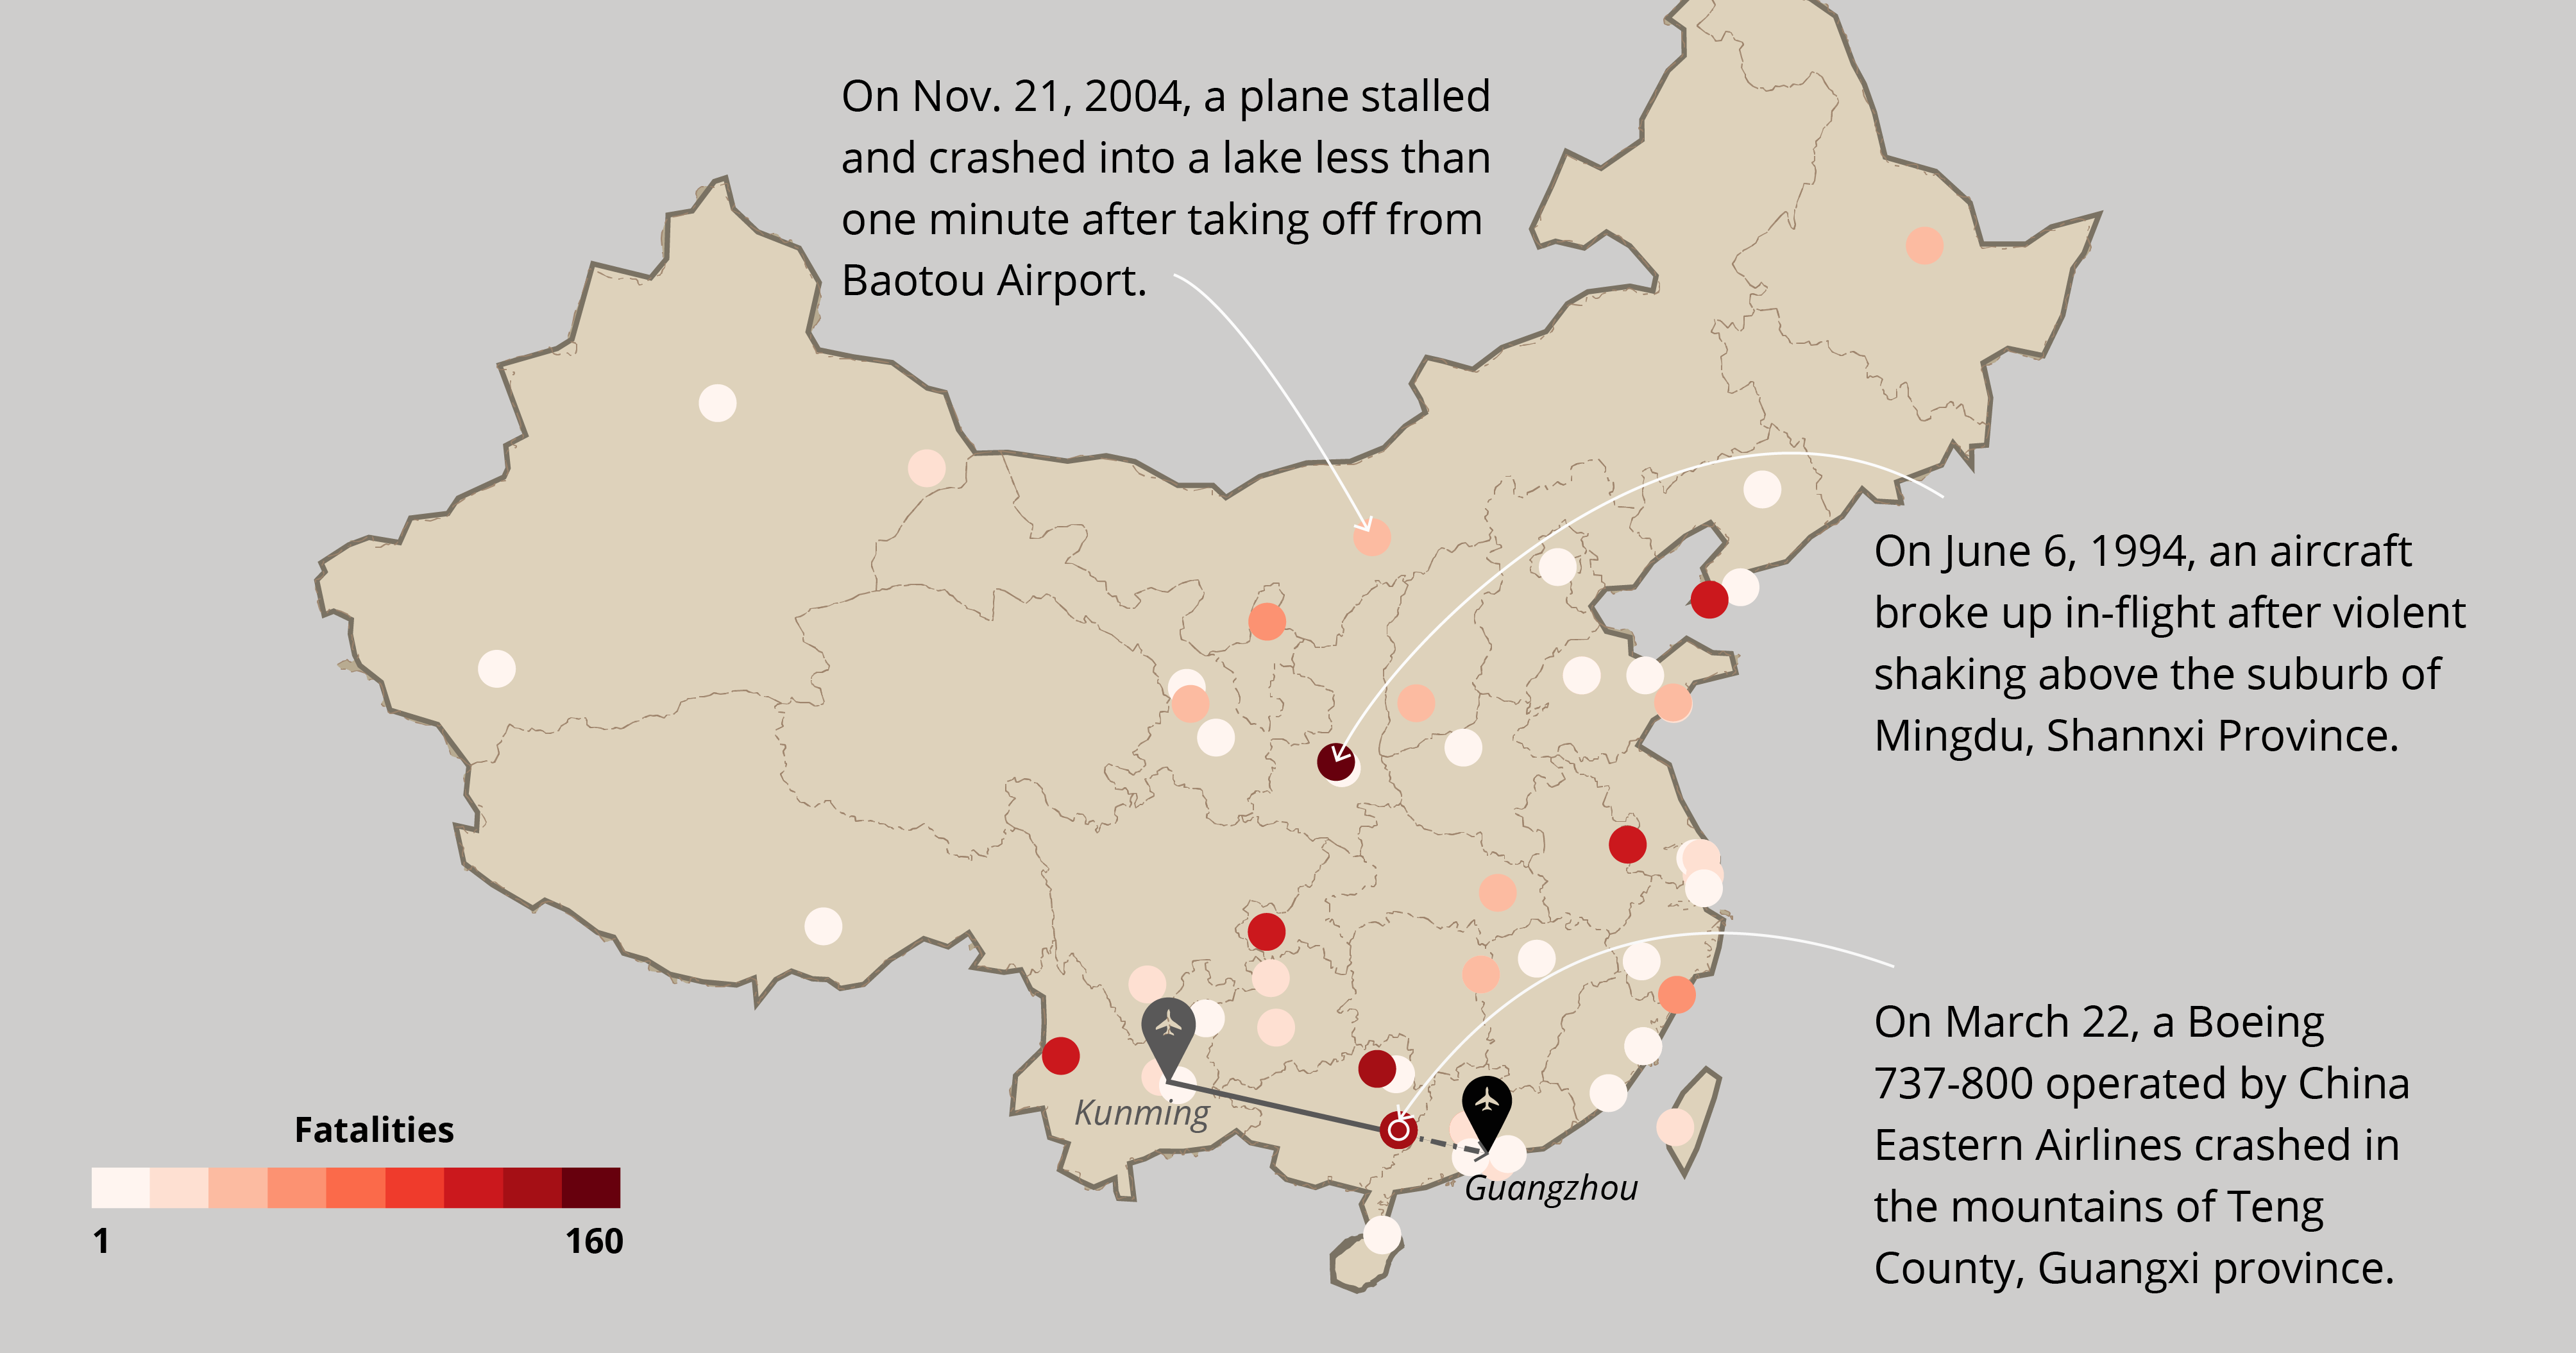 On Nov. 21, 2004, a plane stalled
and crashed into a lake less than
one minute after taking off from
Baotou Airport.
On June 6, 1994, an aircraft
broke up in-flight after violent
shaking above the suburb of
Mingdu, Shannxi Province.
On March 22, a Boeing
737-800 operated by China
Eastern Airlines crashed in
the mountains of Teng
County, Guangxi province.
Kunming
Guangzhou
Fatalities
1
160